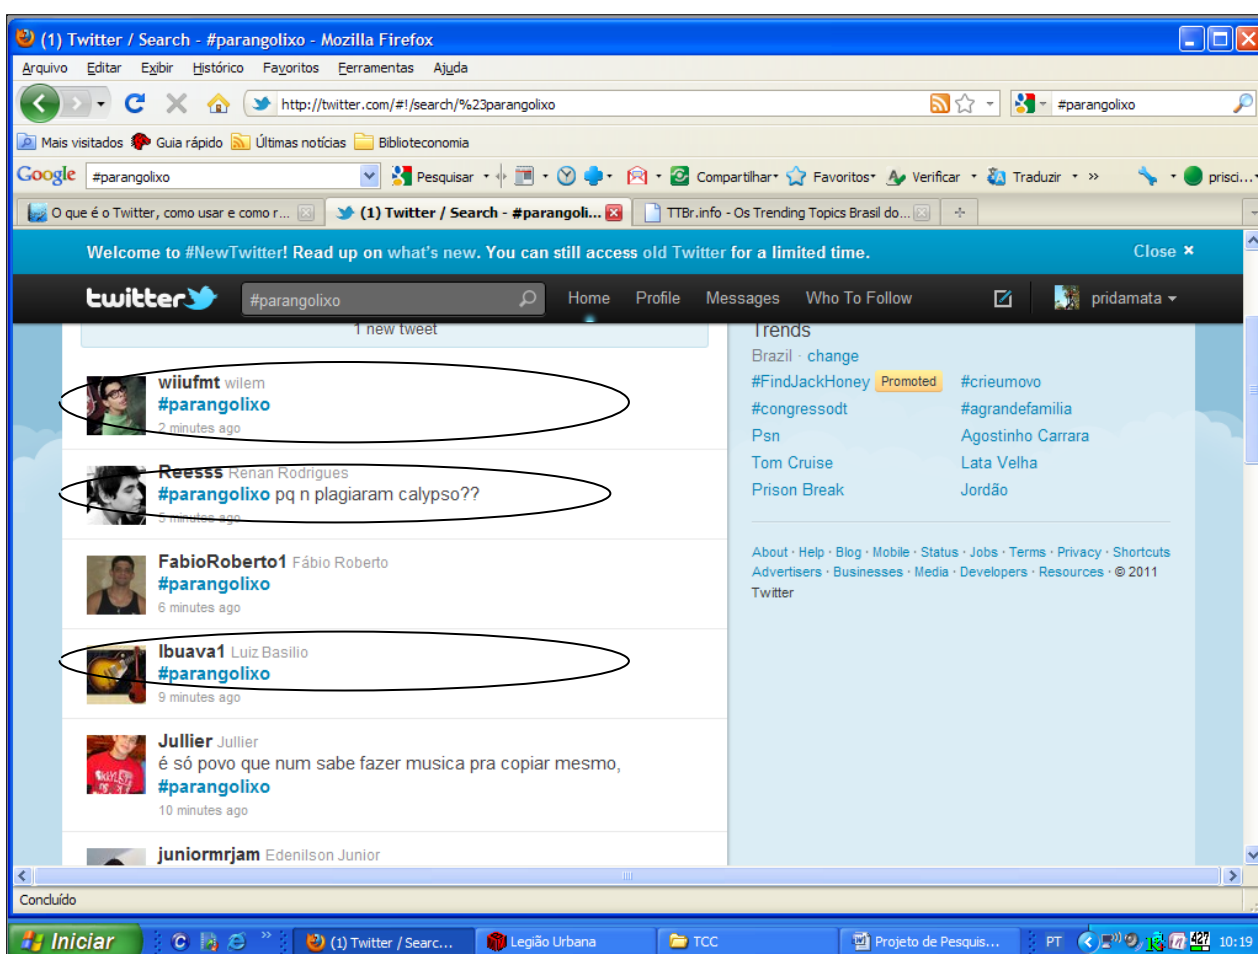 (1) Twitter / Search - #parangolixo - Mozilla Firefox
Arquivo Editar Exibir Histórico Favoritos Ferramentas Ajuda
http://twitter.com/#!/search/%23parangolixo #parangolixo
Mais visitados Guia rápido Últimas notícias Biblioteconomia
Google #parangolixo Pesquisar Compartilhar Favoritos Verificar Traduzir » prisci...
O que é o Twitter, como usar e como r... (1) Twitter / Search - #parangoli... TTBr.info - Os Trending Topics Brasil do...
Welcome to #NewTwitter! Read up on what's new. You can still access old Twitter for a limited time. Close ×
twitter #parangolixo Home Profile Messages Who To Follow pridamata
1 new tweet
wiiufmt wilem
#parangolixo
2 minutes ago
Reesss Renan Rodrigues
#parangolixo pq n plagiaram calypso??
5 minutes ago
FabioRoberto1 Fábio Roberto
#parangolixo
6 minutes ago
lbuava1 Luiz Basilio
#parangolixo
9 minutes ago
Jullier Jullier
é só povo que num sabe fazer musica pra copiar mesmo,
#parangolixo
10 minutes ago
juniormrjam Edenilson Junior
Trends
Brazil · change
#FindJackHoney Promoted
#congressodt
Psn
Tom Cruise
Prison Break
#crieumovo
#agrandefamilia
Agostinho Carrara
Lata Velha
Jordão
About · Help · Blog · Mobile · Status · Jobs · Terms · Privacy · Shortcuts
Advertisers · Businesses · Media · Developers · Resources · © 2011
Twitter
Concluído
Iniciar » (1) Twitter / Searc... Legião Urbana TCC Projeto de Pesquis... PT 427 10:19